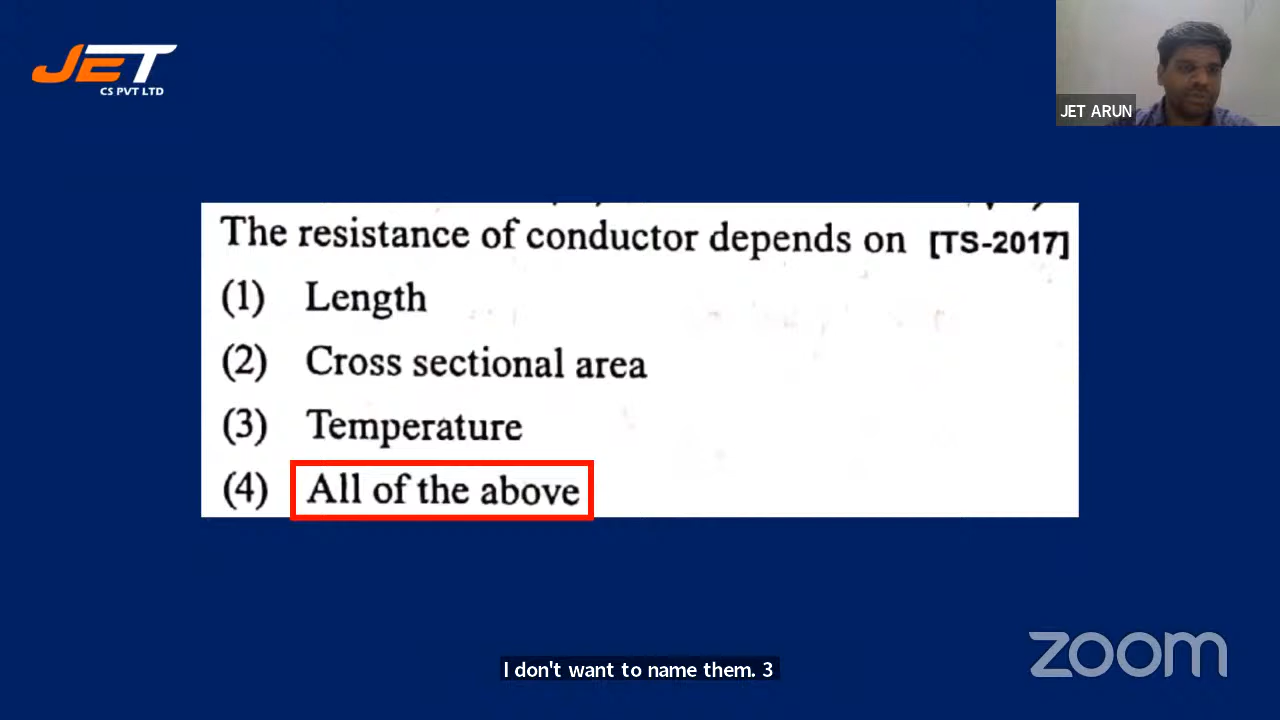 JET
CS PVT LTD
JET ARUN
The resistance of conductor depends on [TS-2017]
(1) Length
(2) Cross sectional area
(3) Temperature
(4) All of the above
I don't want to name them. 3
zoom